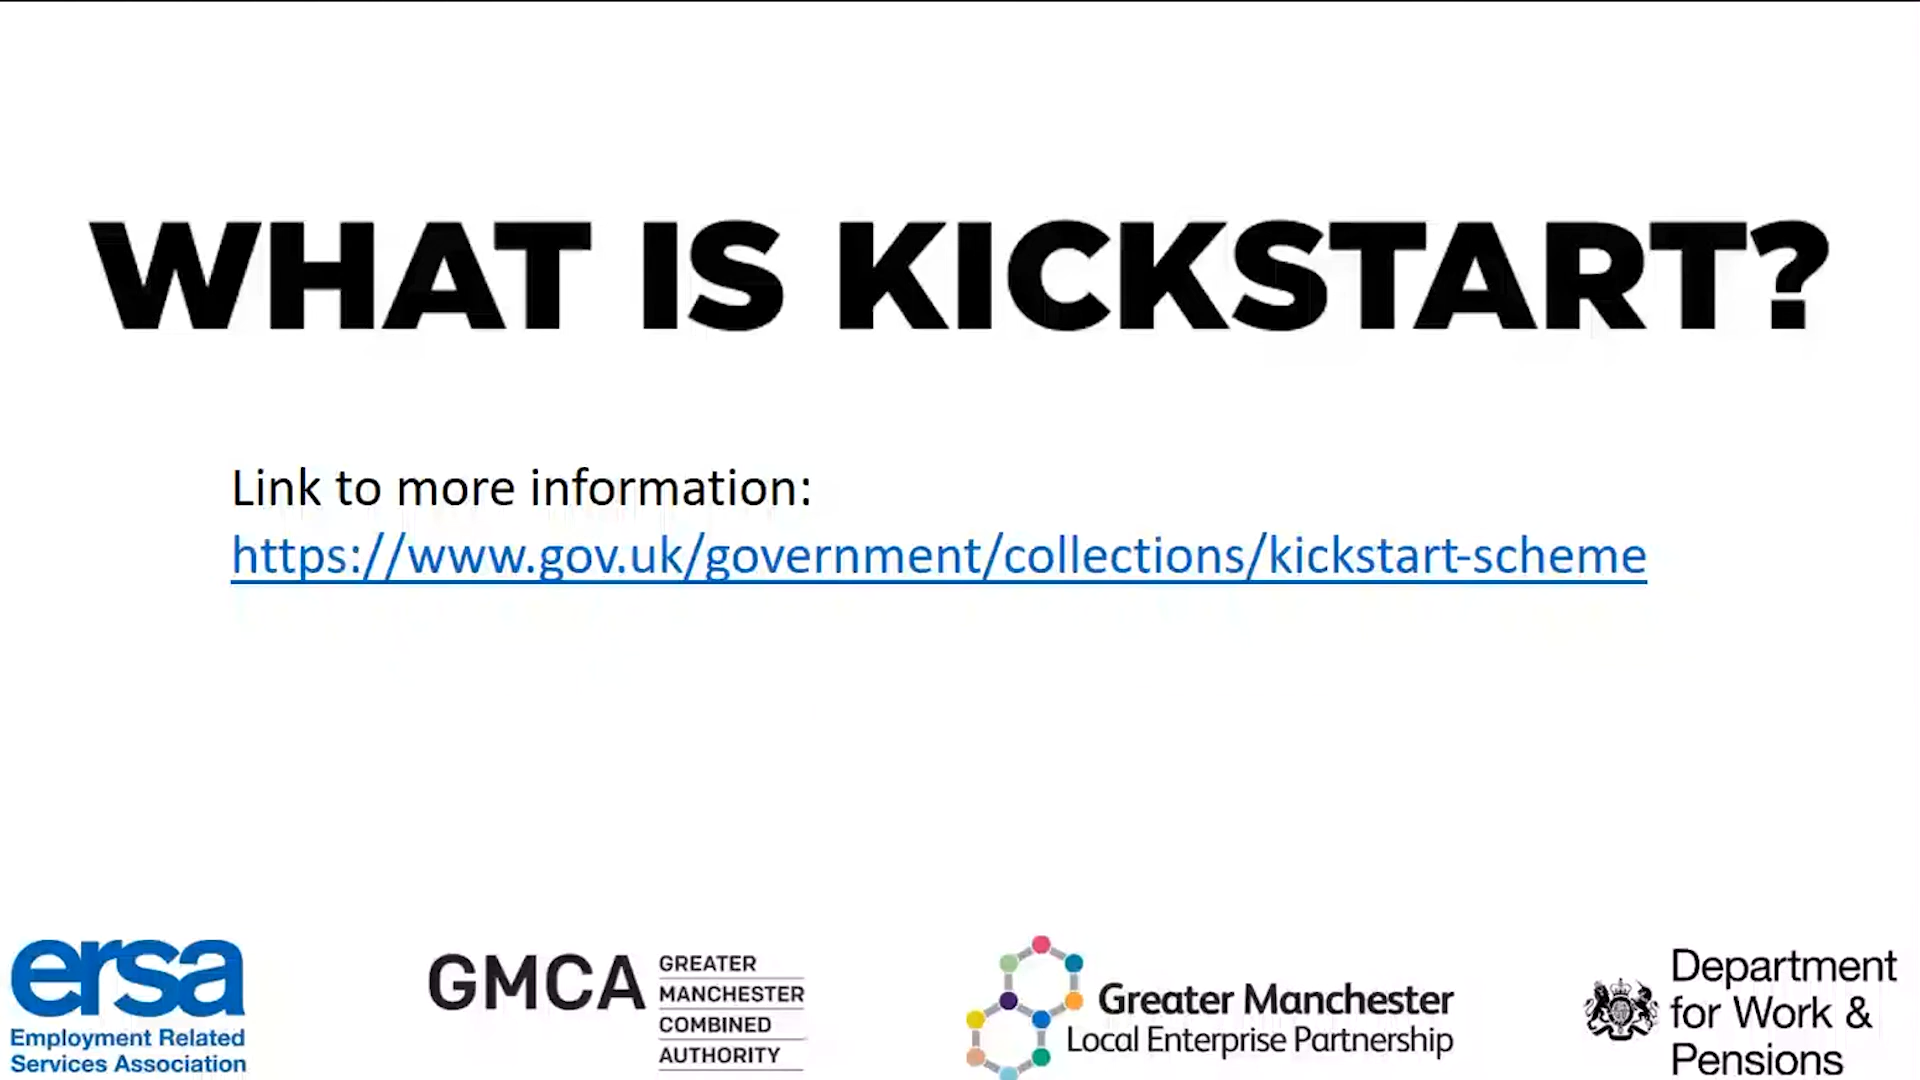 WHAT IS KICKSTART?
Link to more information:
https://www.gov.uk/government/collections/kickstart-scheme
ersa
Employment Related
Services Association
GMCA
GREATER
MANCHESTER
COMBINED
AUTHORITY
Greater Manchester
Local Enterprise Partnership
Department
for Work &
Pensions